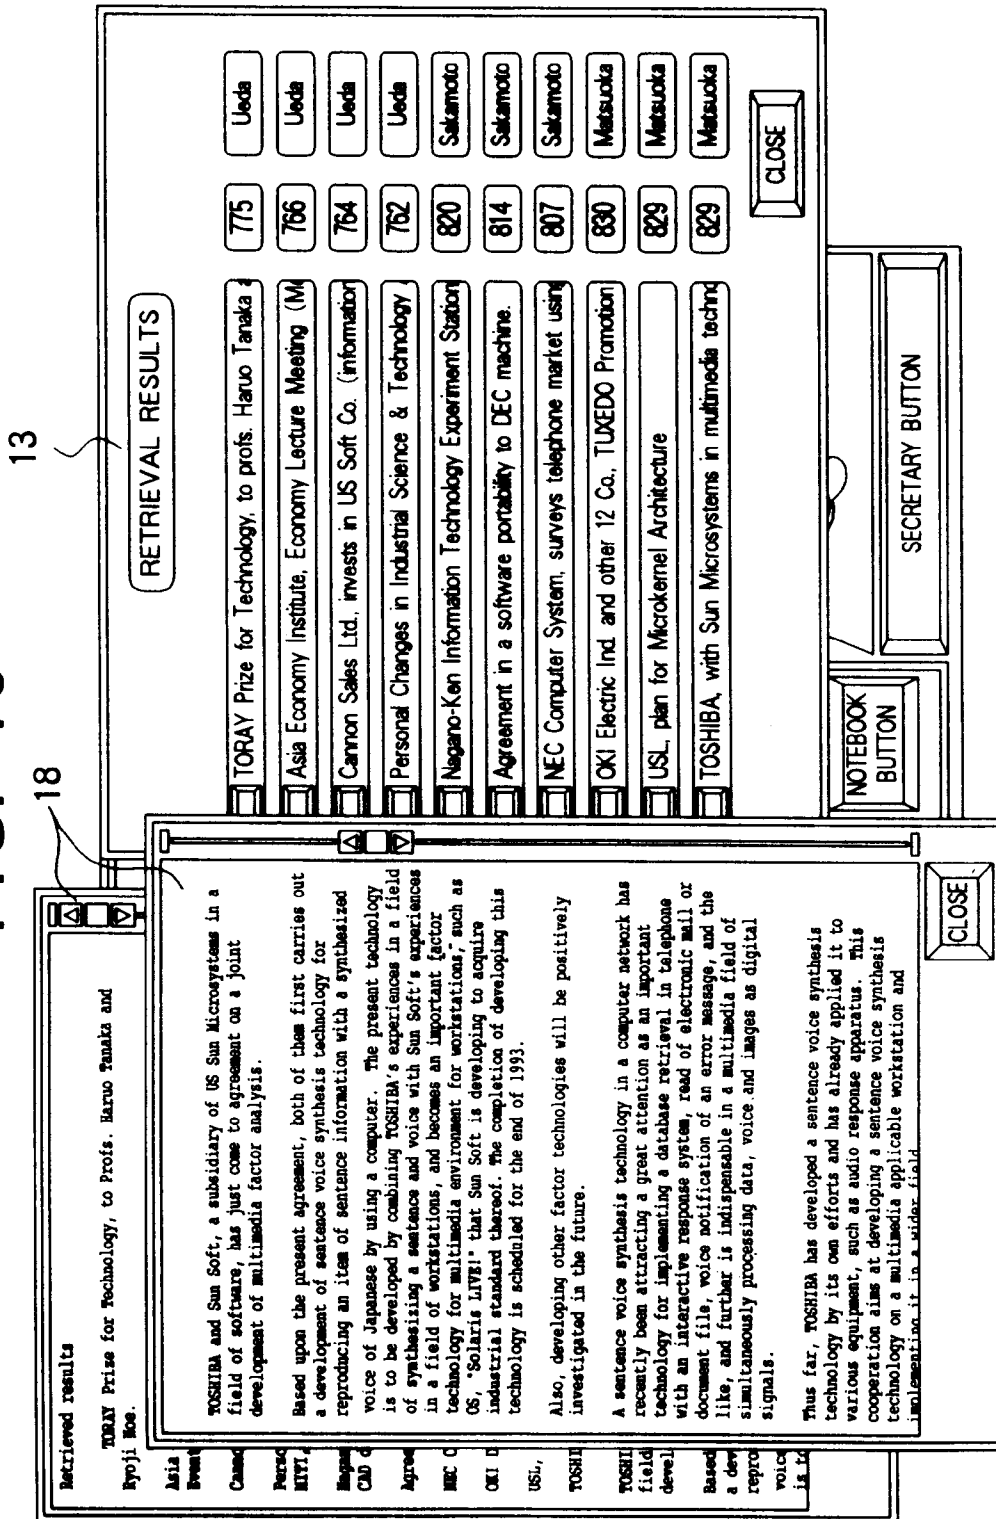 13
18
RETRIEVAL RESULTS
TORAY Prize for Technology, to profs. Haruo Tanaka 775 Ueda
Asia Economy Institute, Economy Lecture Meeting 766 Ueda
Cannon Sales Ltd., invests in US Soft Co. (information 764 Ueda
Personal Changes in Industrial Science & Technology 762 Ueda
Nagano-Ken Information Technology Experiment Station 820 Sakamoto
Agreement in a software portability to DEC machine. 814 Sakamoto
NEC Computer System, surveys telephone market using 807 Sakamoto
OKI Electric Ind. and other 12 Co., TUXEDO Promotion 830 Matsuoka
USL, plan for Microkernel Architecture 829 Matsuoka
TOSHIBA, with Sun Microsystems in multimedia techno 829 Matsuoka
CLOSE
NOTEBOOK
BUTTON
SECRETARY BUTTON
Retrieved results
TORAY Prize for Technology, to Profs. Haruo Tanaka and
Ryoji
Asia
Event
Perso
Agree
NEC C
OKI D
USL,
TOSHI
TOSHI
field
devel
Based
a dev
repro
voice
is to
TOSHIBA and Sun Soft, a subsidiary of US Sun Microsystems in a
field of software, has just come to agreement on a joint
development of multimedia factor analysis.
Based upon the present agreement, both of them first carries out
a development of sentence voice synthesis technology for
reproducing an item of sentence information with a synthesized
voice of Japanese by using a computer. The present technology
is to be developed by combining TOSHIBA's experiences in a field
of synthesizing a sentence and voice with Sun Soft's experiences
in a field of workstations, and becomes an important factor
technology for multimedia environment for workstations," such as
OS, "Solaris LIVE!" that Sun Soft is developing to acquire
industrial standard thereof. The completion of developing this
technology is scheduled for the end of 1993.
Also, developing other factor technologies will be positively
investigated in the future.
A sentence voice synthesis technology in a computer network has
recently been attracting a great attention as an important
technology for implementing a database retrieval in telephone
with an interactive response system, read of electronic mail or
document file, voice notification of an error message, and the
like, and further is indispensable in a multimedia field of
simultaneously processing data, voice and images as digital
signals.
Thus far, TOSHIBA has developed a sentence voice synthesis
technology by its own efforts and has already applied it to
various equipment, such as audio response apparatus. This
cooperation aims at developing a sentence voice synthesis
technology on a multimedia applicable workstation and
implementing it in a wider field
CLOSE